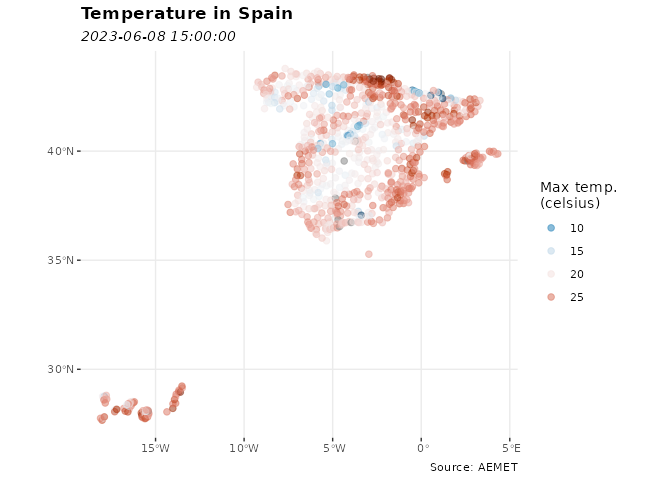 Temperature in Spain
2023-06-08 15:00:00
40°N
35°N
30°N
15°W
10°W
5°W
0°
5°E
Max temp.
(celsius)
10
15
20
25
Source: AEMET